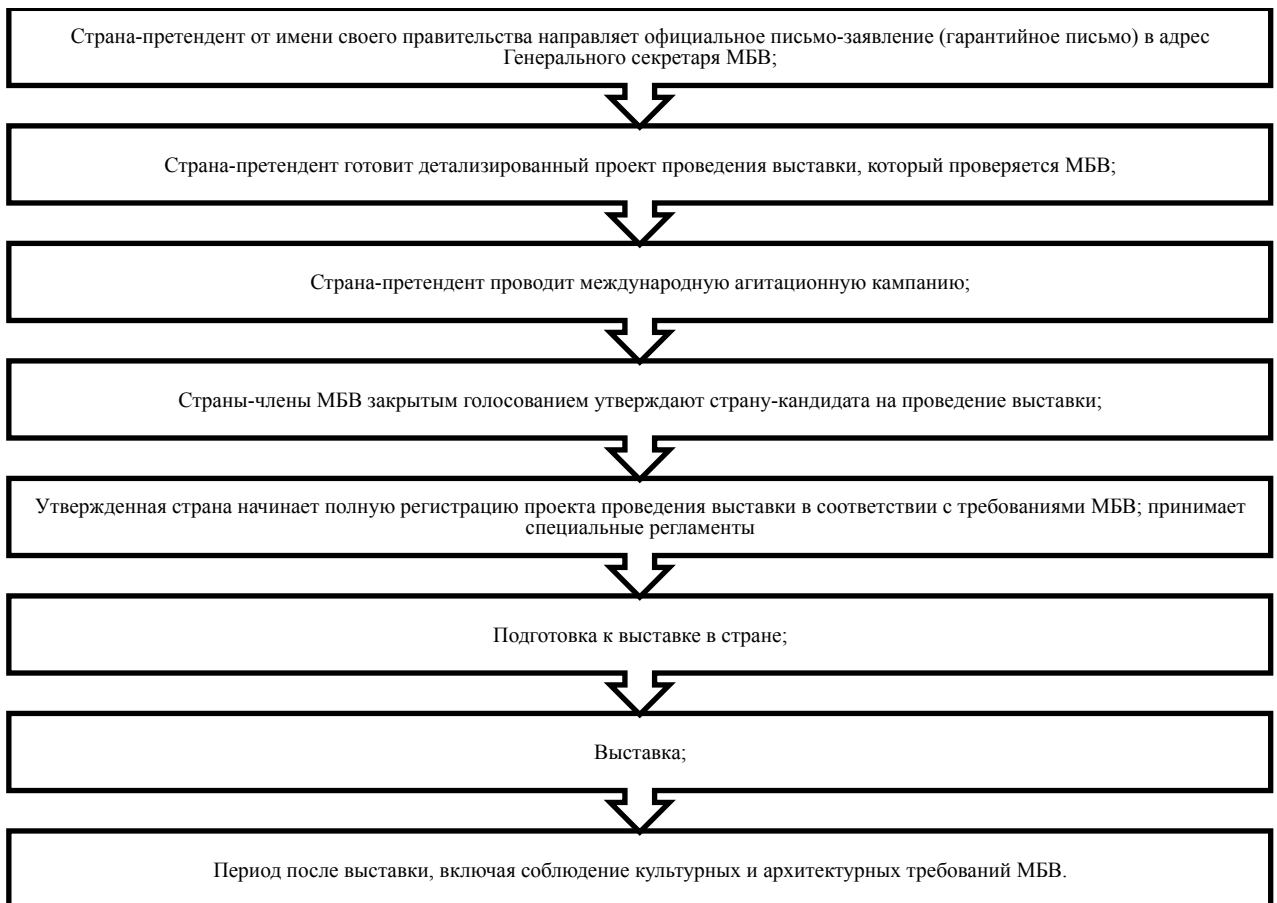 Страна-претендент от имени своего правительства направляет официальное письмо-заявление (гарантийное письмо) в адрес
Генерального секретаря МБВ;
Страна-претендент готовит детализированный проект проведения выставки, который проверяется МБВ;
Страна-претендент проводит международную агитационную кампанию;
Страны-члены МБВ закрытым голосованием утверждают страну-кандидата на проведение выставки;
Утвержденная страна начинает полную регистрацию проекта проведения выставки в соответствии с требованиями МБВ; принимает
специальные регламенты
Подготовка к выставке в стране;
Выставка;
Период после выставки, включая соблюдение культурных и архитектурных требований МБВ.